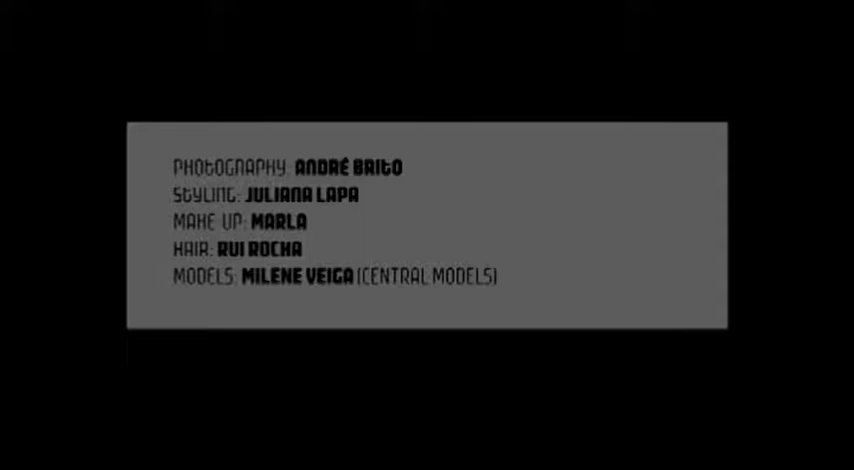 PHOTOGRAPHY: ANDRÉ BRITO
STYLING: JULIANA LAPA
MAKE UP: MARLA
HAIR: RUI ROCHA
MODELS: MILENE VEIGA (CENTRAL MODELS)